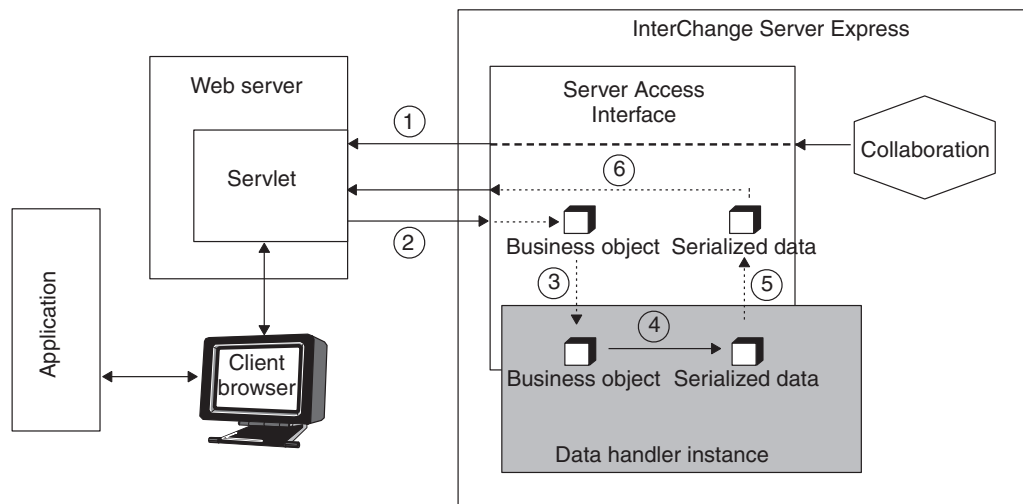 InterChange Server Express
Web server
Server Access
Interface
1
Collaboration
Servlet
6
2
Business object
Serialized data
3
5
Application
Client
browser
4
Business object
Serialized data
Data handler instance